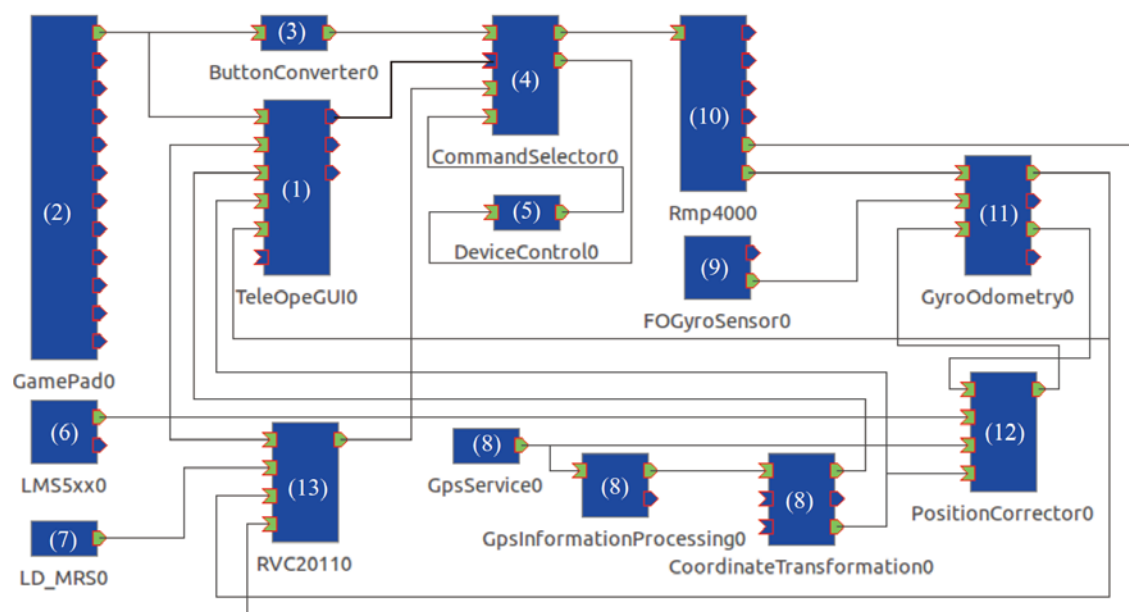 (2)
GamePad0
(3)
ButtonConverter0
(1)
TeleOpeGUI0
(4)
CommandSelector0
(5)
DeviceControl0
(10)
Rmp4000
(9)
FOGyroSensor0
(11)
GyroOdometry0
(6)
LMS5xx0
(7)
LD_MRS0
(13)
RVC20110
(8)
GpsService0
(8)
GpsInformationProcessing0
(8)
CoordinateTransformation0
(12)
PositionCorrector0